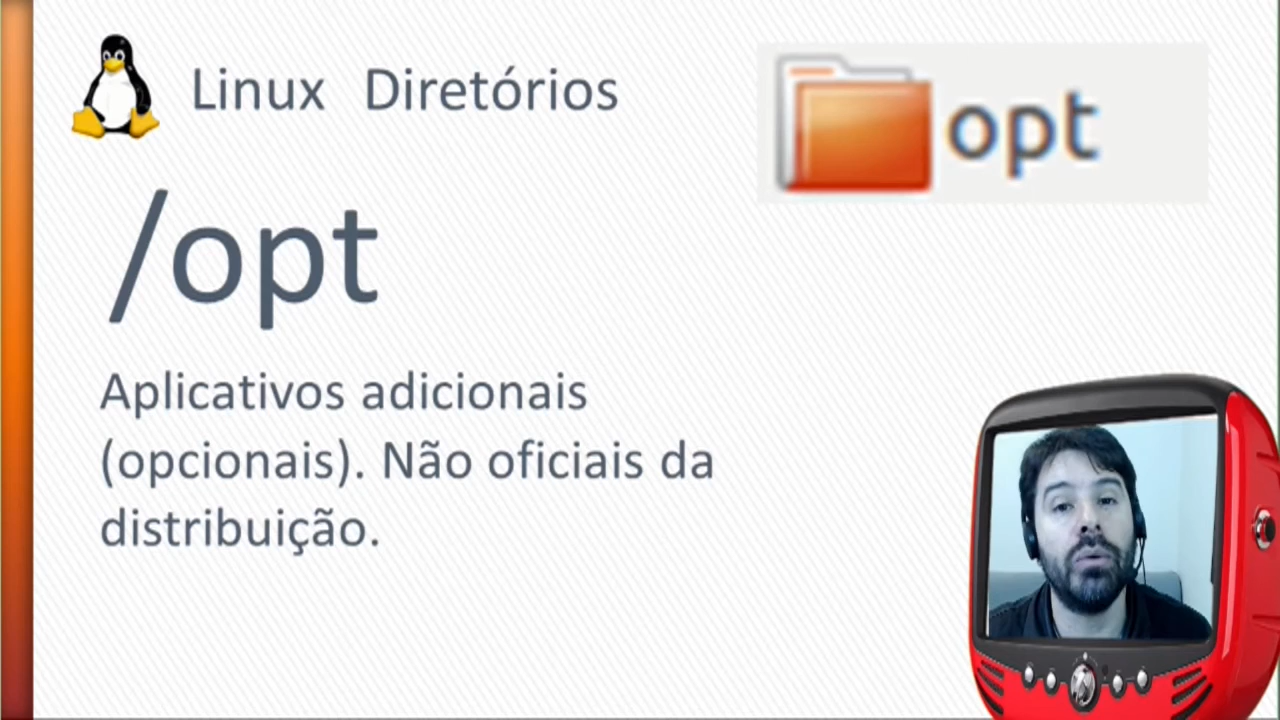 Linux Diretórios
opt
/opt
Aplicativos adicionais
(opcionais). Não oficiais da
distribuição.